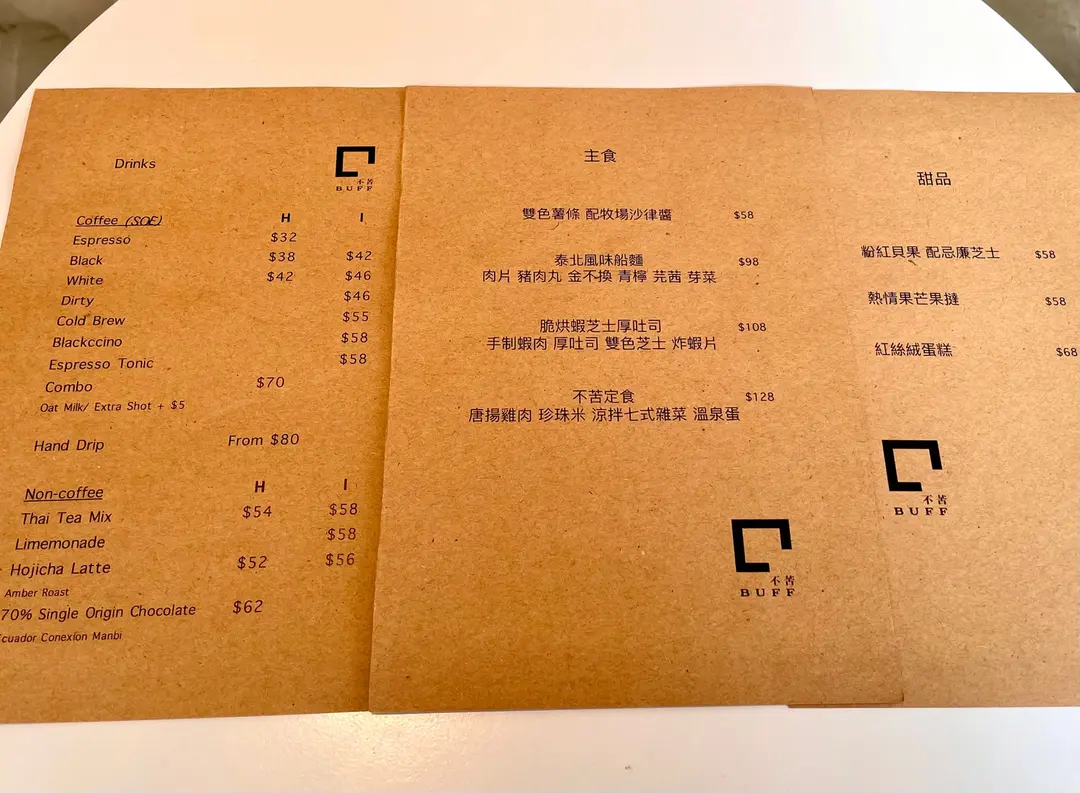 Drinks
不苦
BUFF
Coffee (SOE) H I
Espresso $32
Black $38 $42
White $42 $46
Dirty $46
Cold Brew $55
Blackccino $58
Espresso Tonic $58
Combo $70
Oat Milk/ Extra Shot + $5
Hand Drip From $80
Non-coffee H I
Thai Tea Mix $54 $58
Limemonade $58
Hojicha Latte $52 $56
Amber Roast
70% Single Origin Chocolate $62
Ecuador Conexion Manbi
主食
雙色薯條 配牧場沙律醬 $58
泰北風味船麵 $98
肉片 豬肉丸 金不換 青檸 芫茜 芽菜
脆烘蝦芝士厚吐司 $108
手制蝦肉 厚吐司 雙色芝士 炸蝦片
不苦定食 $128
唐揚雞肉 珍珠米 涼拌七式雜菜 溫泉蛋
不苦
BUFF
甜品
粉紅貝果 配忌廉芝士 $58
熱情果芒果撻 $58
紅絲絨蛋糕 $68
不苦
BUFF